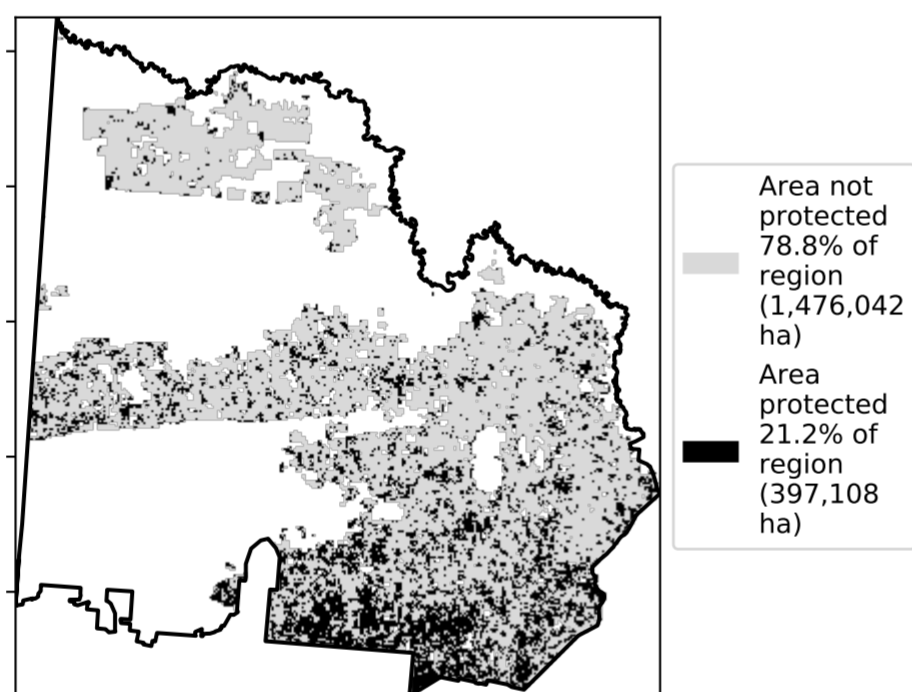 Area not
protected
78.8% of
region
(1,476,042
ha)
Area
protected
21.2% of
region
(397,108
ha)